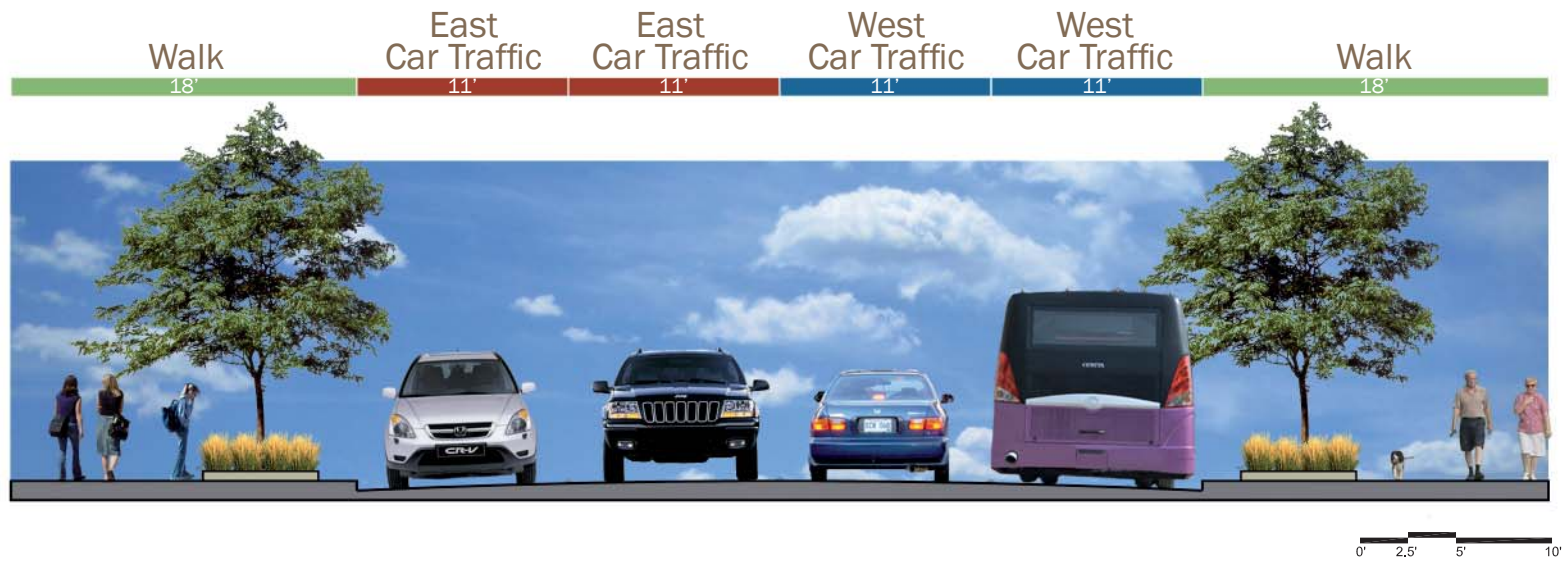 Walk
East
Car Traffic
East
Car Traffic
West
Car Traffic
West
Car Traffic
Walk
18'
11'
11'
11'
11'
18'
Jeep
CR-V
0'
2.5'
5'
10'